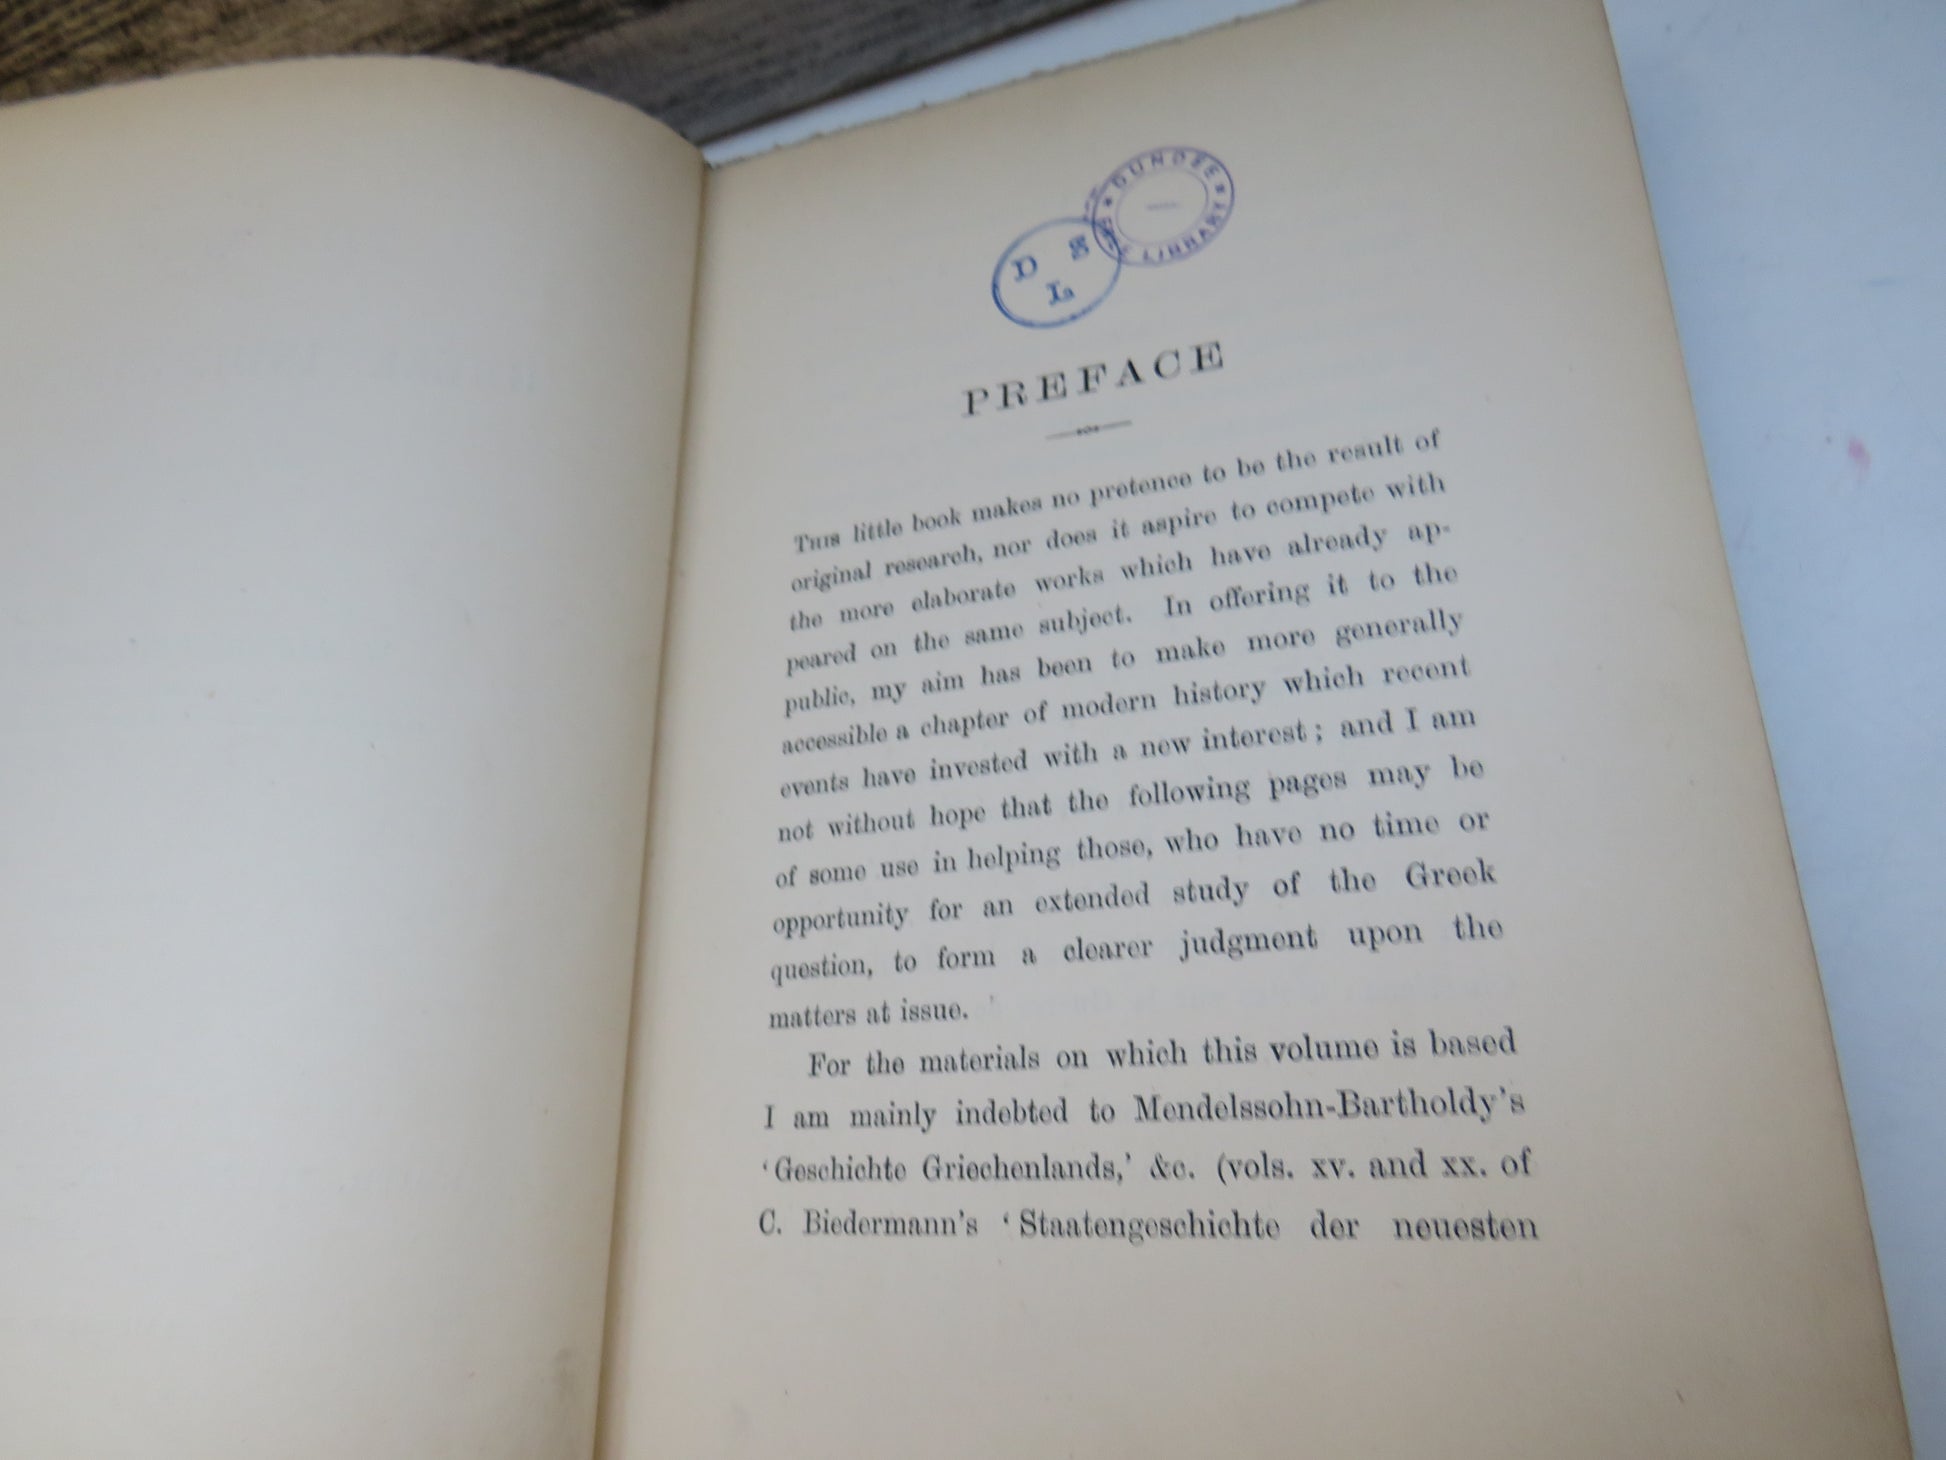 * DUNDEE *
LIBRARY
D S
L
PREFACE
THIS little book makes no pretence to be the result of
original research, nor does it aspire to compete with
the more elaborate works which have already ap-
peared on the same subject. In offering it to the
public, my aim has been to make more generally
accessible a chapter of modern history which recent
events have invested with a new interest; and I am
not without hope that the following pages may be
of some use in helping those, who have no time or
opportunity for an extended study of the Greek
question, to form a clearer judgment upon the
matters at issue.
For the materials on which this volume is based
I am mainly indebted to Mendelssohn-Bartholdy's
‘Geschichte Griechenlands,’ &c. (vols. xv. and xx. of
C. Biedermann's ‘Staatengeschichte der neuesten